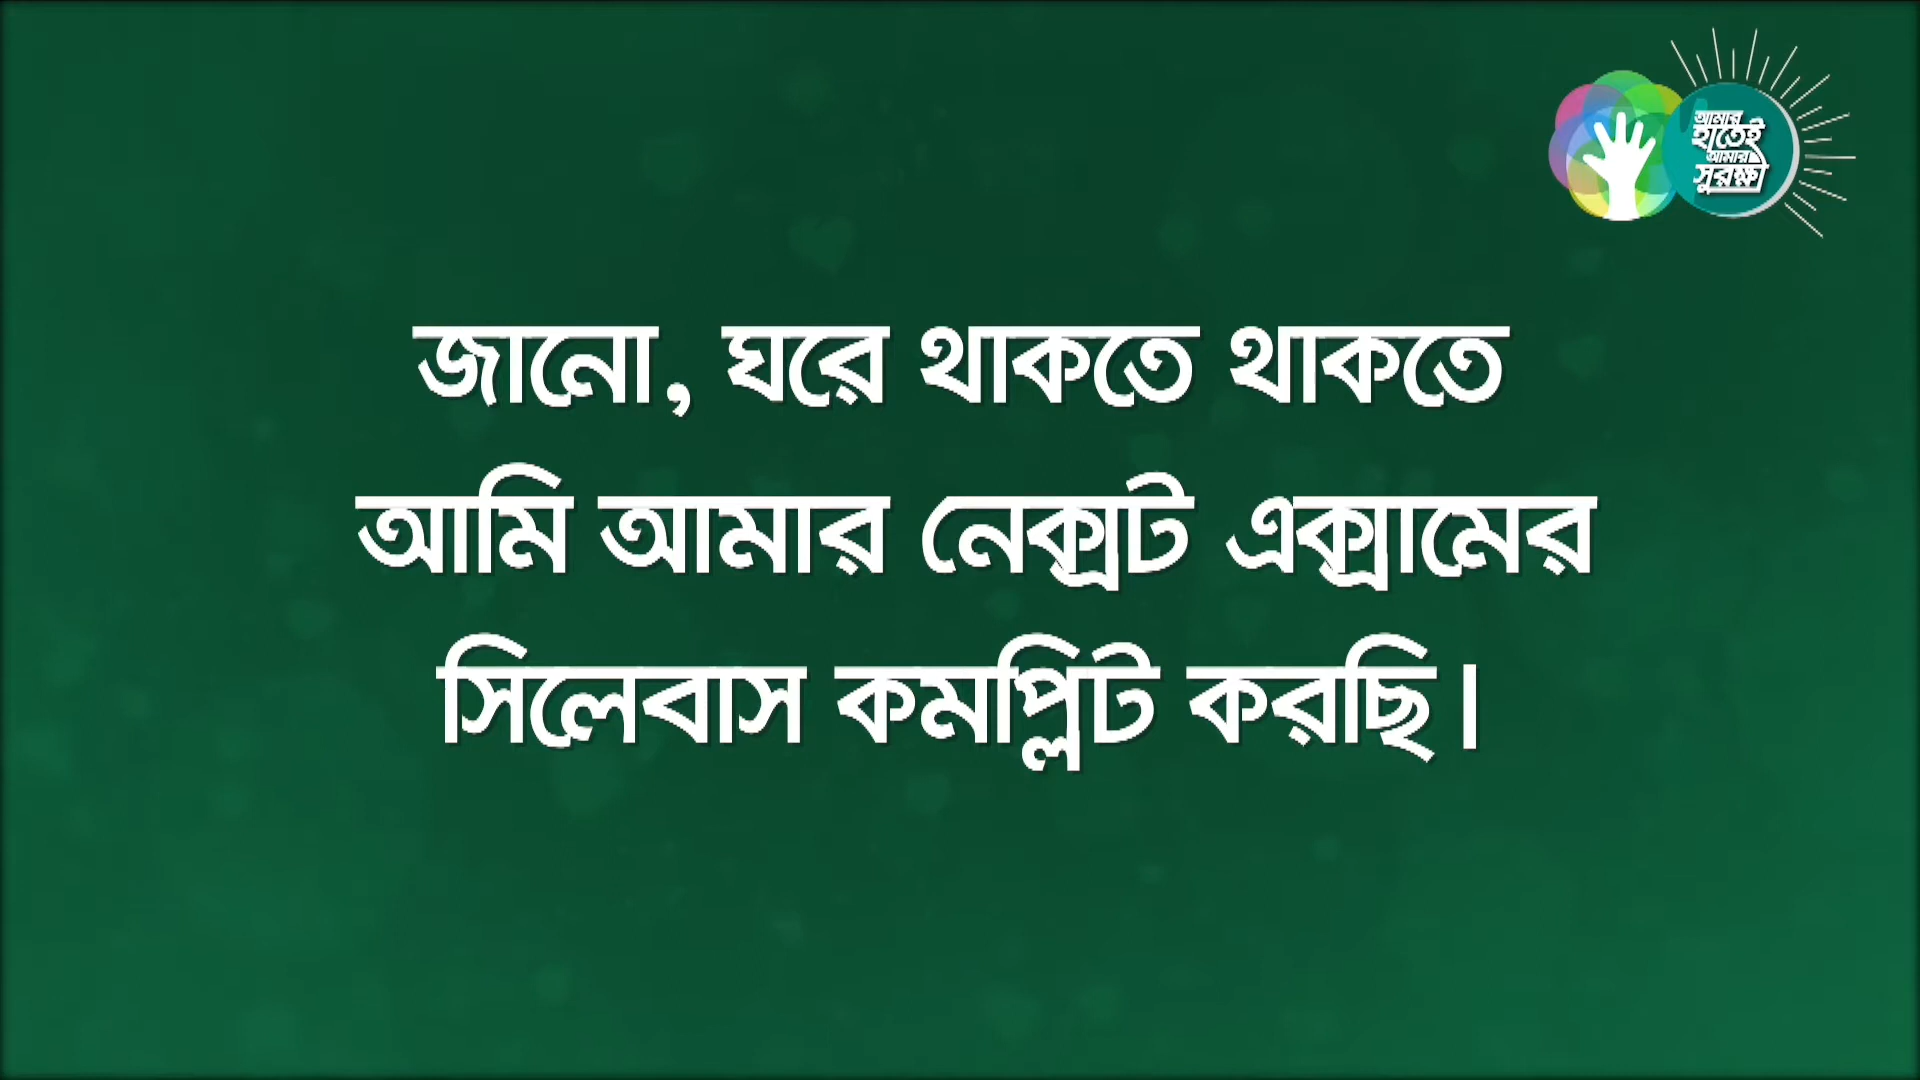 আমার
হাতেই
আমার
সুরক্ষা
জানো, ঘরে থাকতে থাকতে
আমি আমার নেক্সট এক্সামের
সিলেবাস কমপ্লিট করছি।